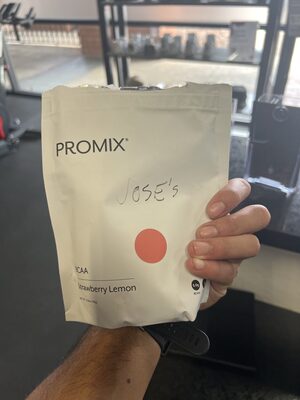 PROMIX®
JOSE's
BCAA
Strawberry Lemon